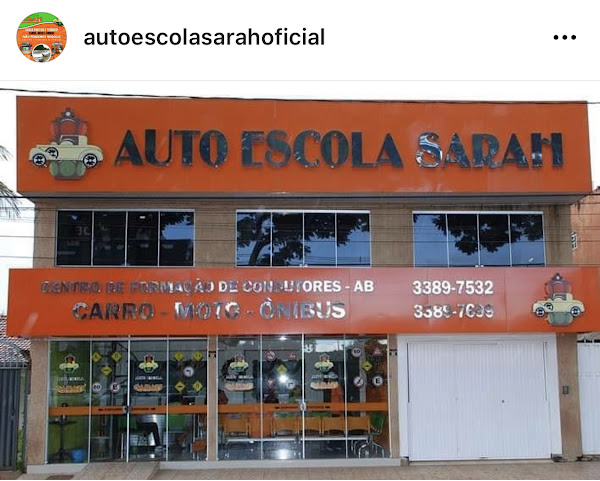 autoescolasarahoficial
AUTO ESCOLA SARAH
CENTRO DE FORMAÇÃO DE CONDUTORES - AB
3389-7532
CARRO - MOTO - ÔNIBUS
3389-7699